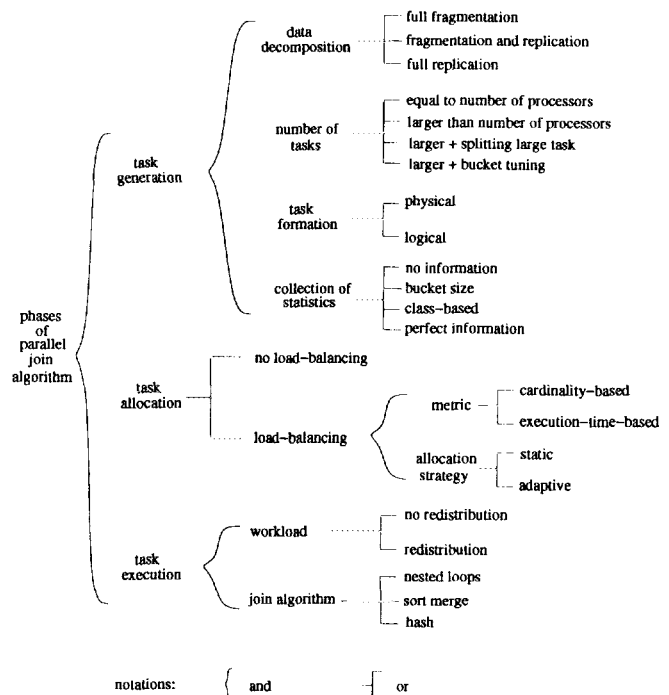 full fragmentation
data
decomposition
fragmentation and replication
full replication
equal to number of processors
number of
tasks
larger than number of processors
larger + splitting large task
larger + bucket tuning
task
generation
physical
task
formation
logical
no information
collection of
statistics
bucket size
class-based
perfect information
phases
of
parallel
join
algorithm
no load-balancing
task
allocation
load-balancing
metric
cardinality-based
execution-time-based
allocation
strategy
static
adaptive
task
execution
workload
no redistribution
redistribution
join algorithm
nested loops
sort merge
hash
notations:
and
or